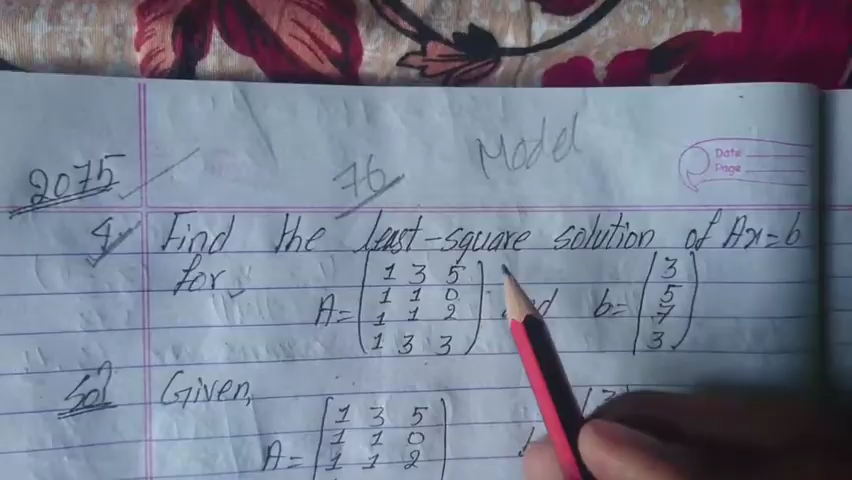 Model
76
Date
Page
2075
4. Find the least-square solution of Ax=b
for
1 3 5
1 1 0
1 1 2
1 3 3
A=
and
b=
3
5
7
3
Sol
Given,
1 3 5
1 1 0
1 1 2
A=